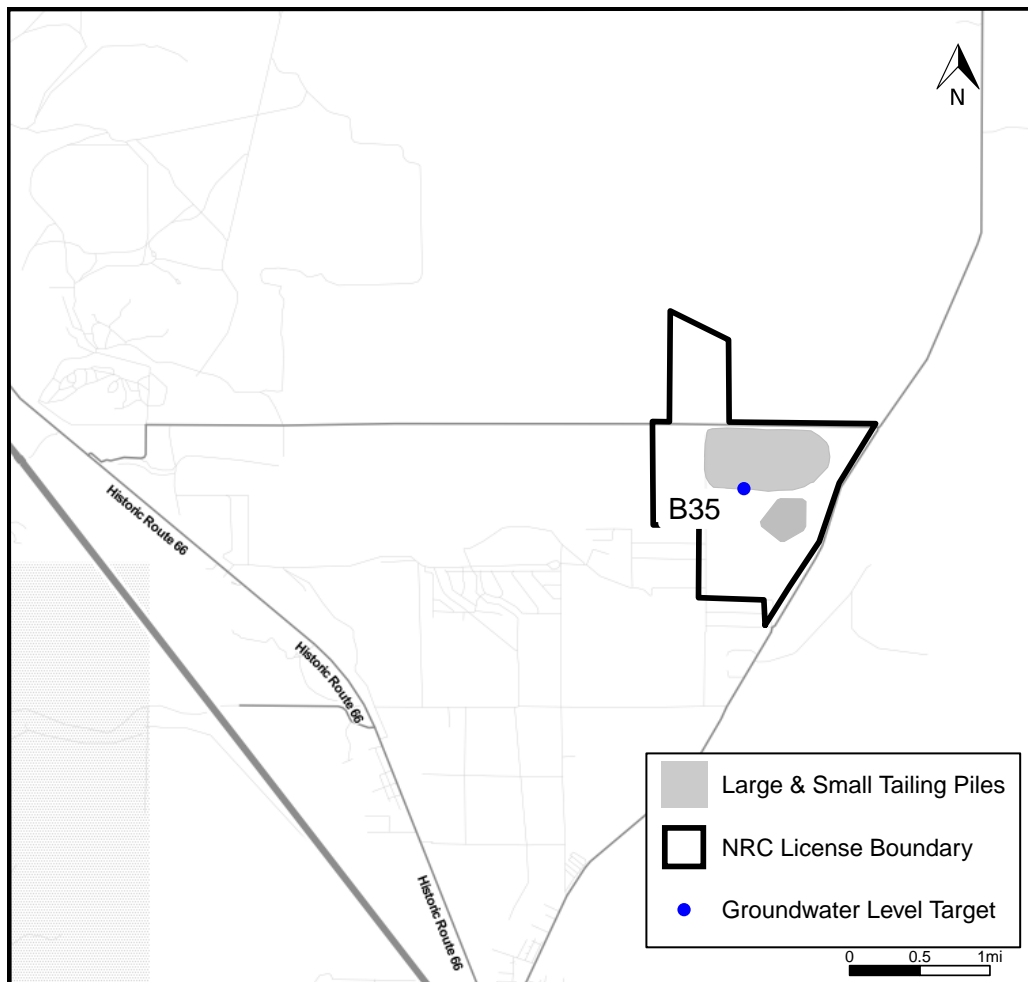 N
Historic Route 66
B35
Historic Route 66
Historic Route 66
Large & Small Tailing Piles
NRC License Boundary
Groundwater Level Target
0 0.5 1mi